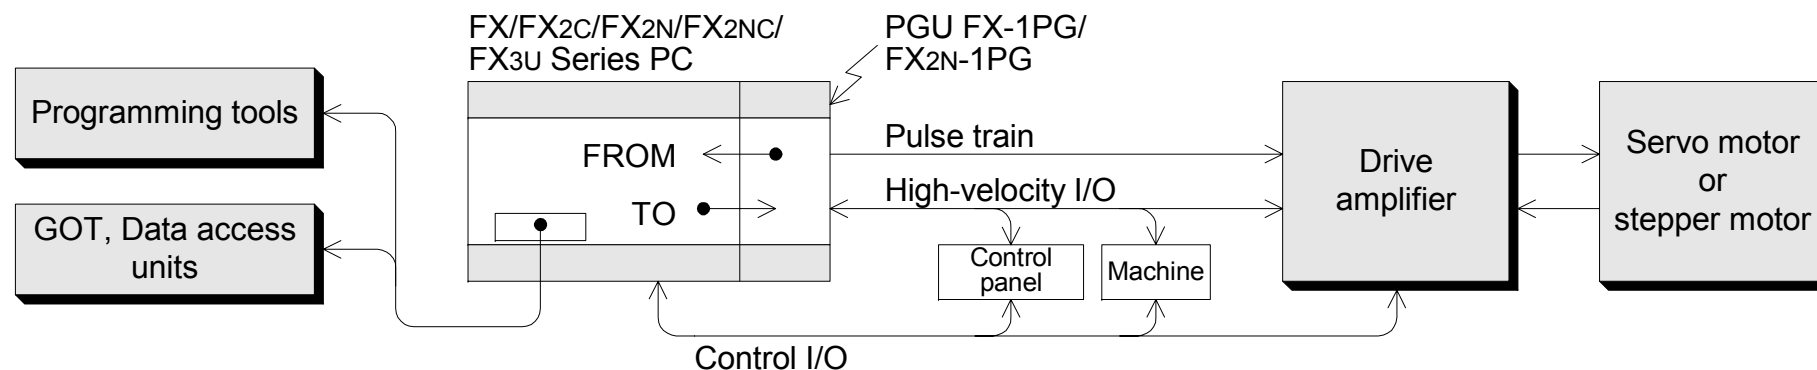 FX/FX2C/FX2N/FX2NC/
FX3U Series PC
PGU FX-1PG/
FX2N-1PG
Programming tools
GOT, Data access
units
FROM
TO
Pulse train
High-velocity I/O
Control
panel
Machine
Control I/O
Drive
amplifier
Servo motor
or
stepper motor